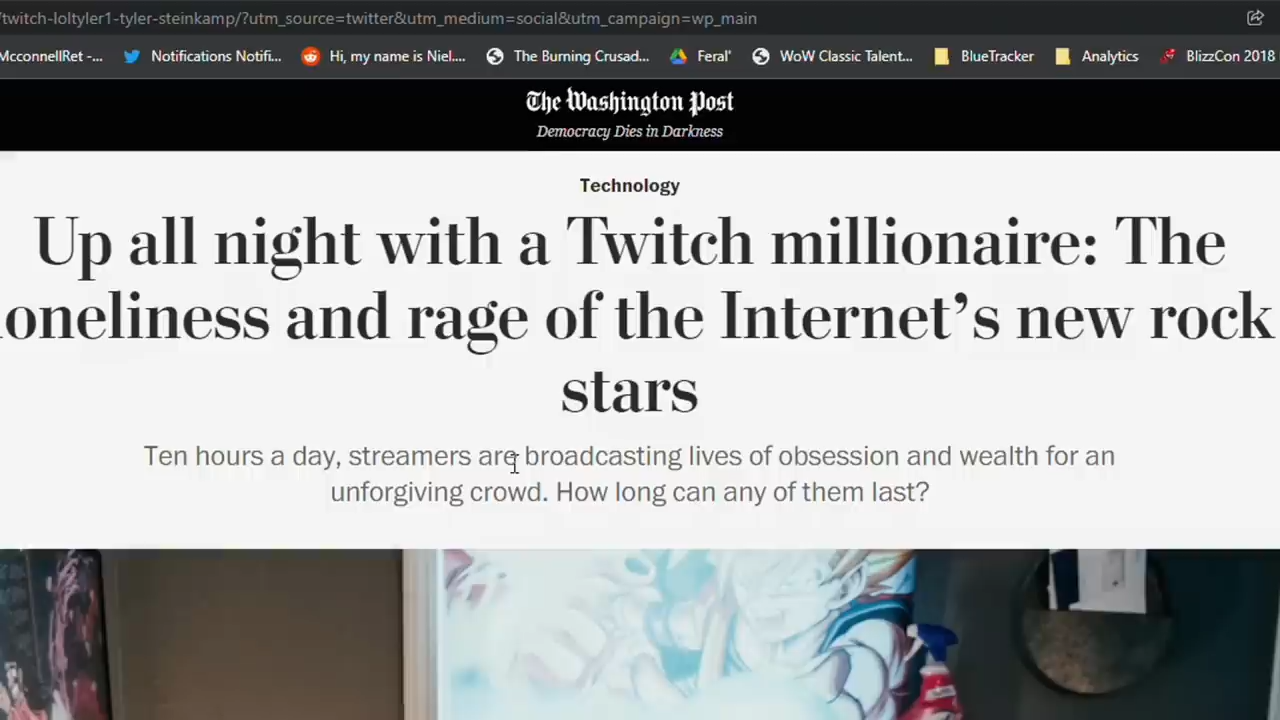 /twitch-loltyler1-tyler-steinkamp/?utm_source=twitter&utm_medium=social&utm_campaign=wp_main
McconnellRet -... Notifications Notifi... Hi, my name is Niel.... The Burning Crusad... Feral' WoW Classic Talent... BlueTracker Analytics BlizzCon 2018
The Washington Post
Democracy Dies in Darkness
Technology
Up all night with a Twitch millionaire: The
oneliness and rage of the Internet's new rock
stars
Ten hours a day, streamers are broadcasting lives of obsession and wealth for an
unforgiving crowd. How long can any of them last?